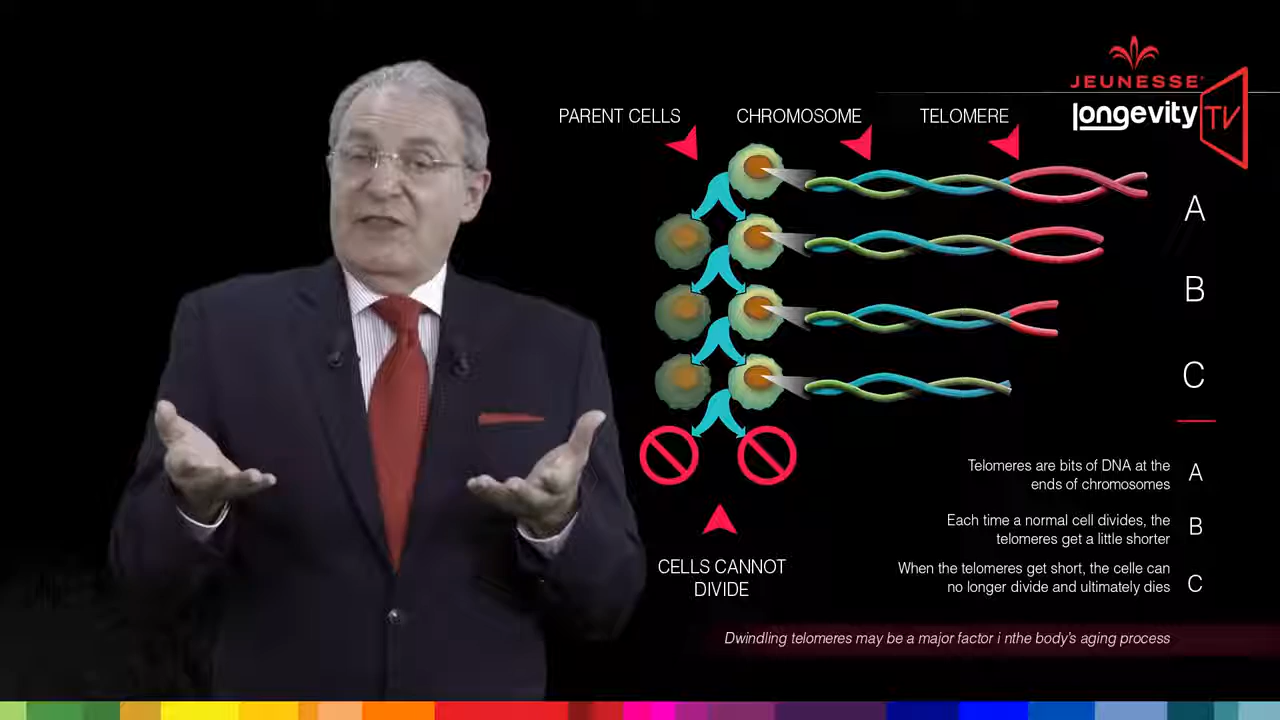 JEUNESSE
longevity TV
PARENT CELLS
CHROMOSOME
TELOMERE
A
B
C
Telomeres are bits of DNA at the
ends of chromosomes
A
Each time a normal cell divides, the
telomeres get a little shorter
B
When the telomeres get short, the celle can
no longer divide and ultimately dies
C
CELLS CANNOT
DIVIDE
Dwindling telomeres may be a major factor i nthe body's aging process